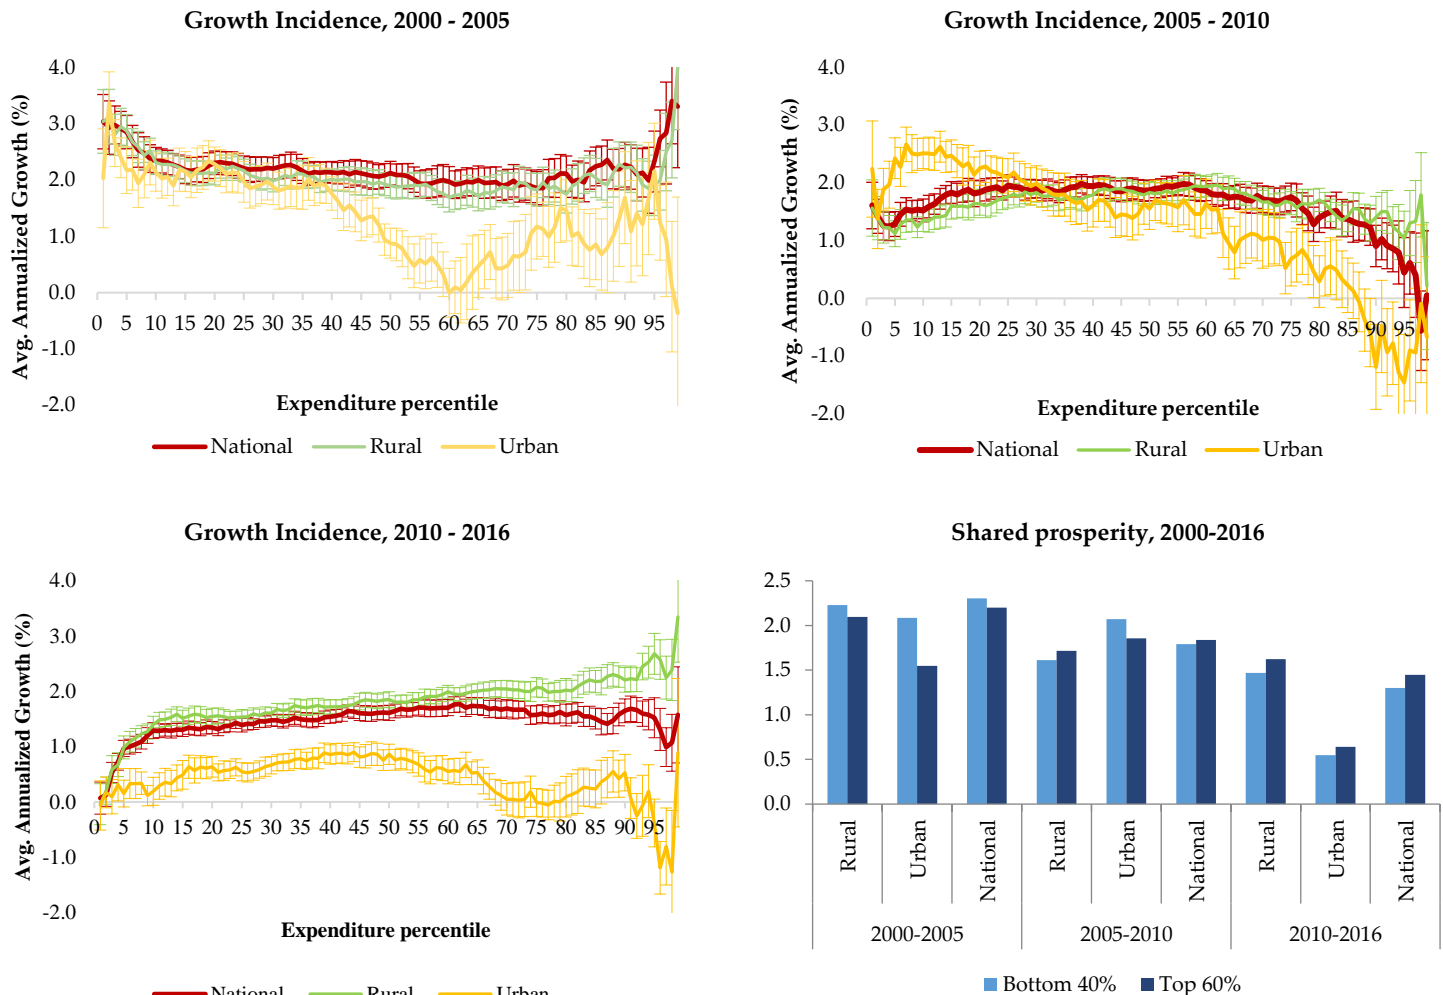 Growth Incidence, 2000 - 2005
Avg. Annualized Growth (%)
4.0
3.0
2.0
1.0
0.0
-1.0
-2.0
0 5 10 15 20 25 30 35 40 45 50 55 60 65 70 75 80 85 90 95
Expenditure percentile
National Rural Urban
Growth Incidence, 2005 - 2010
Avg. Annualized Growth (%)
4.0
3.0
2.0
1.0
0.0
-1.0
-2.0
0 5 10 15 20 25 30 35 40 45 50 55 60 65 70 75 80 85 90 95
Expenditure percentile
National Rural Urban
Growth Incidence, 2010 - 2016
Avg. Annualized Growth (%)
4.0
3.0
2.0
1.0
0.0
-1.0
-2.0
0 5 10 15 20 25 30 35 40 45 50 55 60 65 70 75 80 85 90 95
Expenditure percentile
National Rural Urban
Shared prosperity, 2000-2016
2.5
2.0
1.5
1.0
0.5
0.0
Rural Urban National Rural Urban National Rural Urban National
2000-2005 2005-2010 2010-2016
Bottom 40% Top 60%